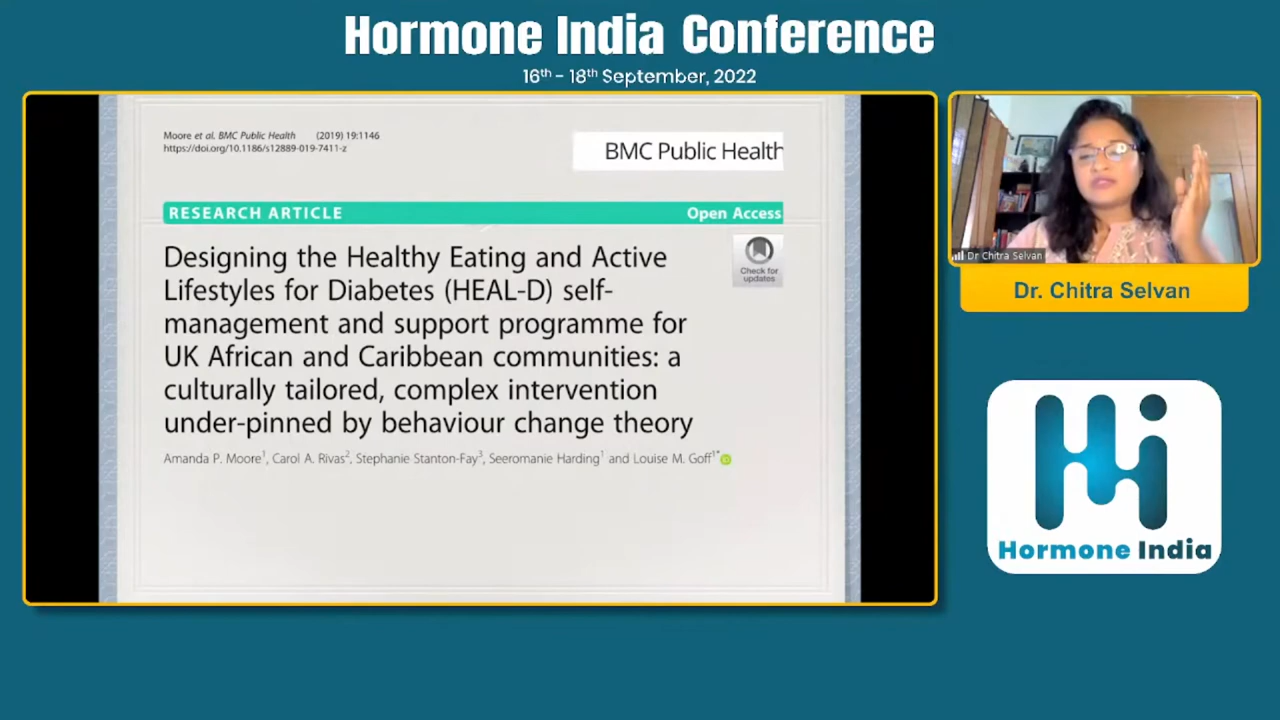 Hormone India Conference
16th - 18th September, 2022
Moore et al. BMC Public Health (2019) 19:1146
https://doi.org/10.1186/s12889-019-7411-z
BMC Public Health
RESEARCH ARTICLE Open Access
Designing the Healthy Eating and Active
Lifestyles for Diabetes (HEAL-D) self-
management and support programme for
UK African and Caribbean communities: a
culturally tailored, complex intervention
under-pinned by behaviour change theory
Check for
updates
Amanda P. Moore1, Carol A. Rivas2, Stephanie Stanton-Fay3, Seeromanie Harding1 and Louise M. Goff1* iD
Dr Chitra Selvan
Dr. Chitra Selvan
Hormone India